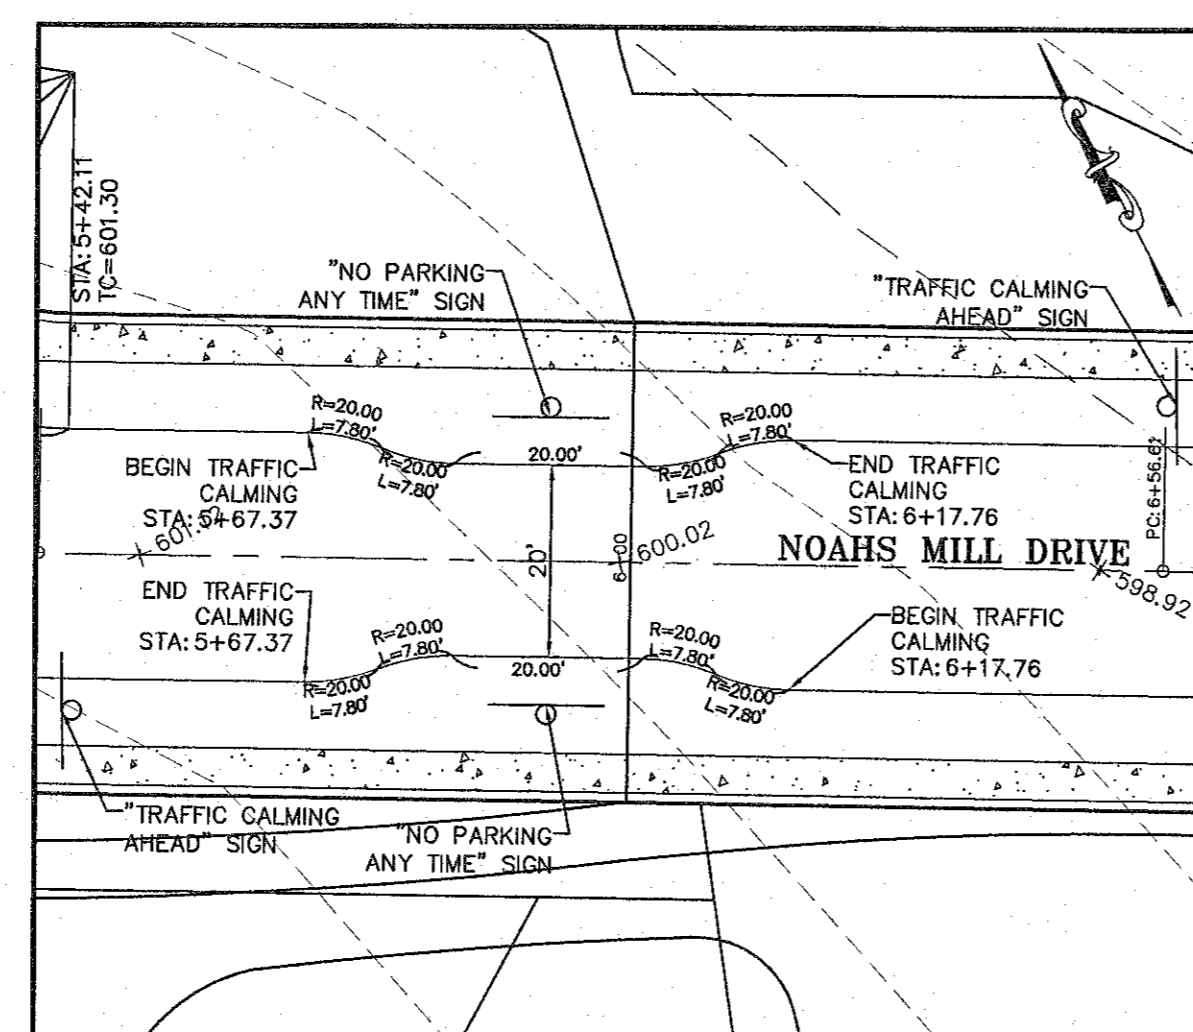 STA: 5+42.11
TC=601.30
"NO PARKING
ANY TIME" SIGN
"TRAFFIC CALMING
AHEAD" SIGN
R=20.00
L=7.80'
R=20.00
L=7.80'
20.00'
R=20.00
L=7.80'
R=20.00
L=7.80'
BEGIN TRAFFIC
CALMING
STA: 5+67.37
END TRAFFIC
CALMING
STA: 6+17.76
PC: 6+56.62
20'
6+00
600.02
NOAHS MILL DRIVE
598.92
END TRAFFIC
CALMING
STA: 5+67.37
BEGIN TRAFFIC
CALMING
STA: 6+17.76
R=20.00
L=7.80'
R=20.00
L=7.80'
20.00'
R=20.00
L=7.80'
R=20.00
L=7.80'
"TRAFFIC CALMING
AHEAD" SIGN
"NO PARKING
ANY TIME" SIGN